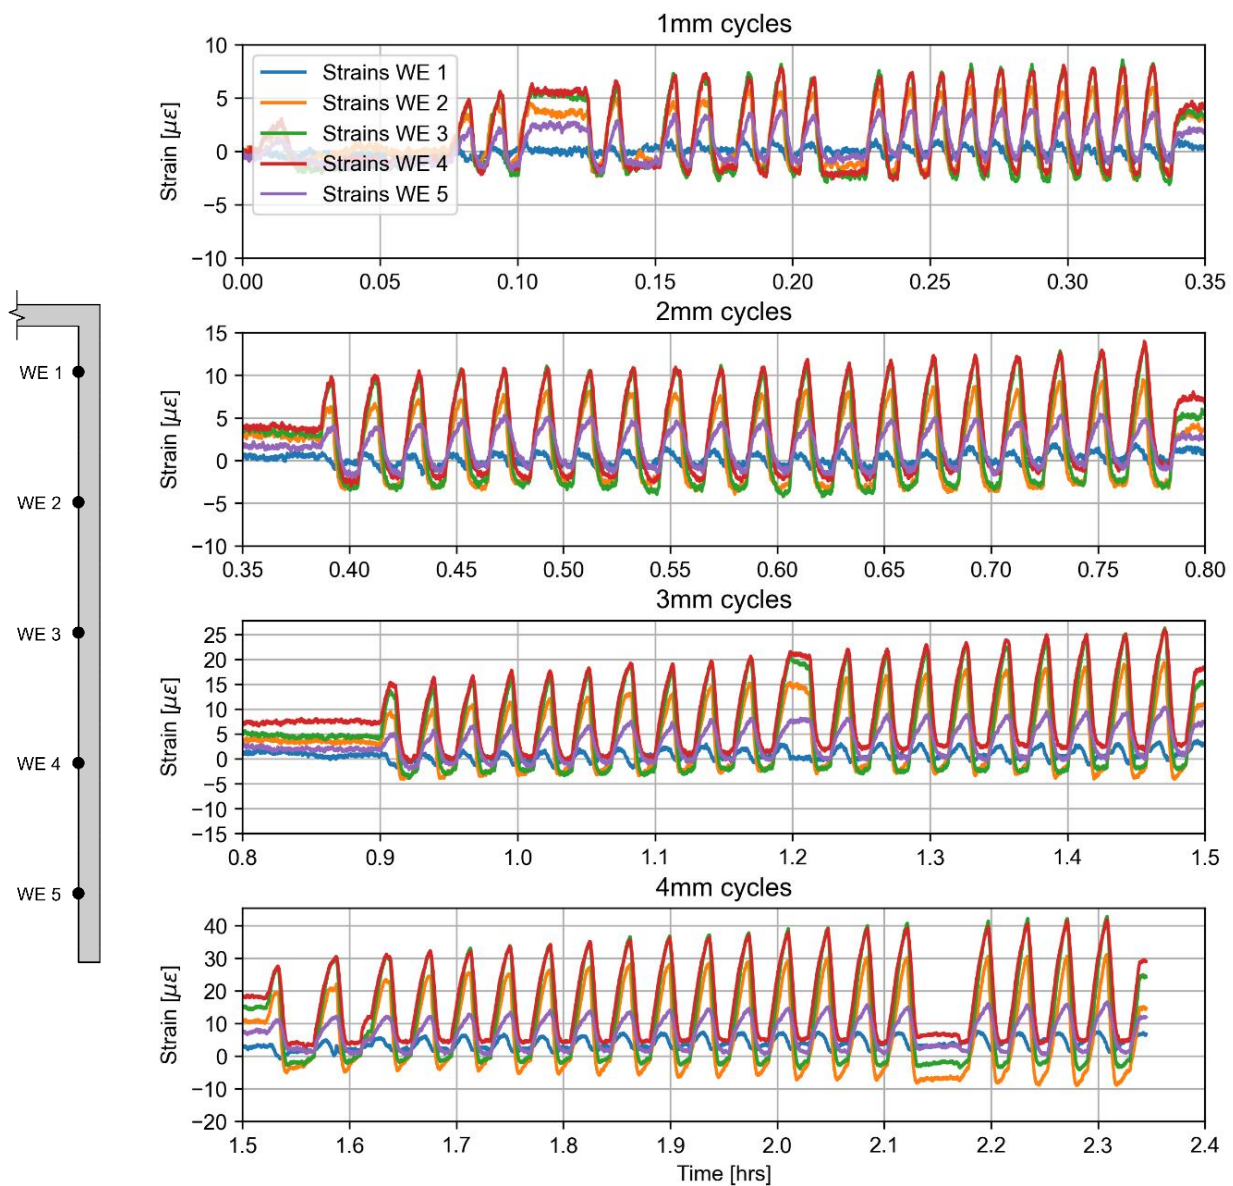 1mm cycles
10
5
0
−5
−10
Strain [με]
Strains WE 1
Strains WE 2
Strains WE 3
Strains WE 4
Strains WE 5
0.00 0.05 0.10 0.15 0.20 0.25 0.30 0.35
2mm cycles
15
10
5
0
−5
−10
Strain [με]
0.35 0.40 0.45 0.50 0.55 0.60 0.65 0.70 0.75 0.80
3mm cycles
25
20
15
10
5
0
−5
−10
−15
Strain [με]
0.8 0.9 1.0 1.1 1.2 1.3 1.4 1.5
4mm cycles
40
30
20
10
0
−10
−20
Strain [με]
1.5 1.6 1.7 1.8 1.9 2.0 2.1 2.2 2.3 2.4
Time [hrs]
WE 1
WE 2
WE 3
WE 4
WE 5